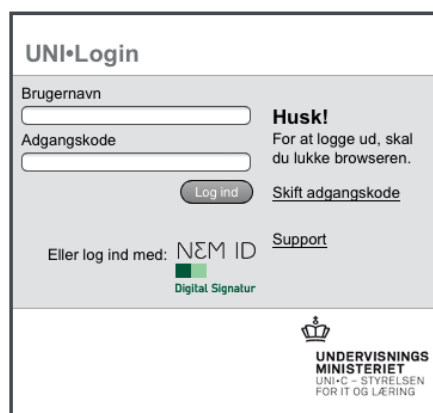 UNI•Login
Brugernavn
Adgangskode
Log ind
Eller log ind med: NEM ID
Digital Signatur
Husk!
For at logge ud, skal
du lukke browseren.
Skift adgangskode
Support
UNDERVISNINGS
MINISTERIET
UNI•C – STYRELSEN
FOR IT OG LÆRING